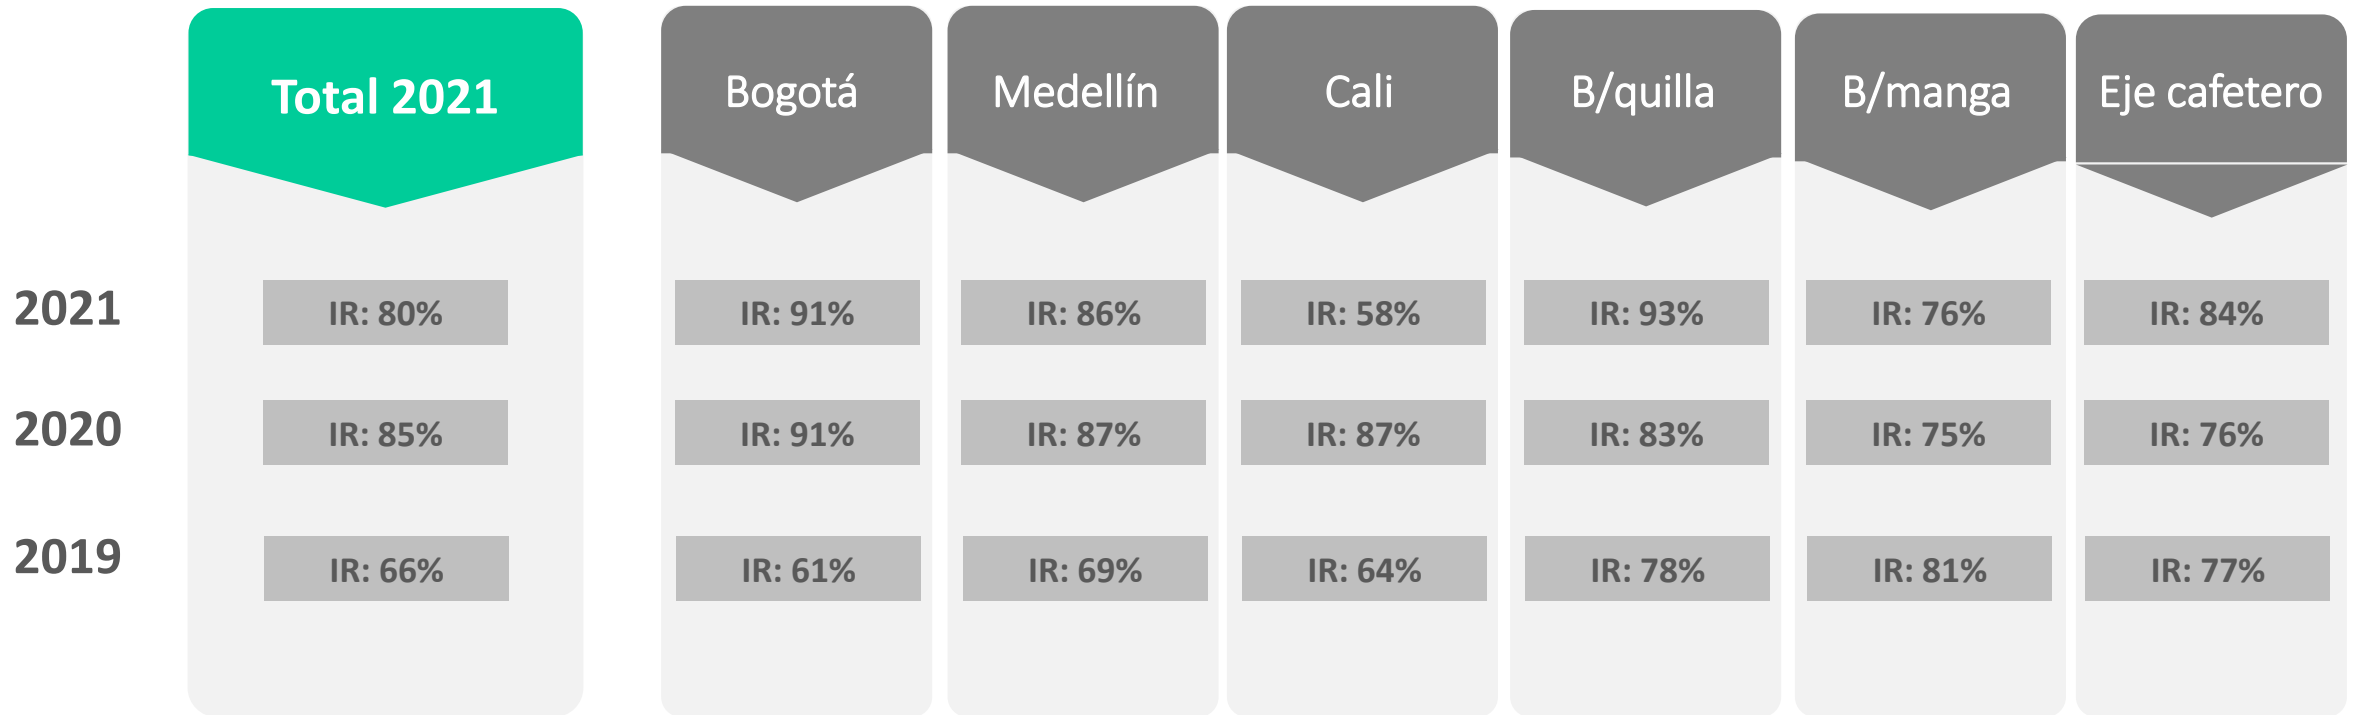 Total 2021 Bogotá Medellín Cali B/quilla B/manga Eje cafetero
2021 IR: 80% IR: 91% IR: 86% IR: 58% IR: 93% IR: 76% IR: 84%
2020 IR: 85% IR: 91% IR: 87% IR: 87% IR: 83% IR: 75% IR: 76%
2019 IR: 66% IR: 61% IR: 69% IR: 64% IR: 78% IR: 81% IR: 77%